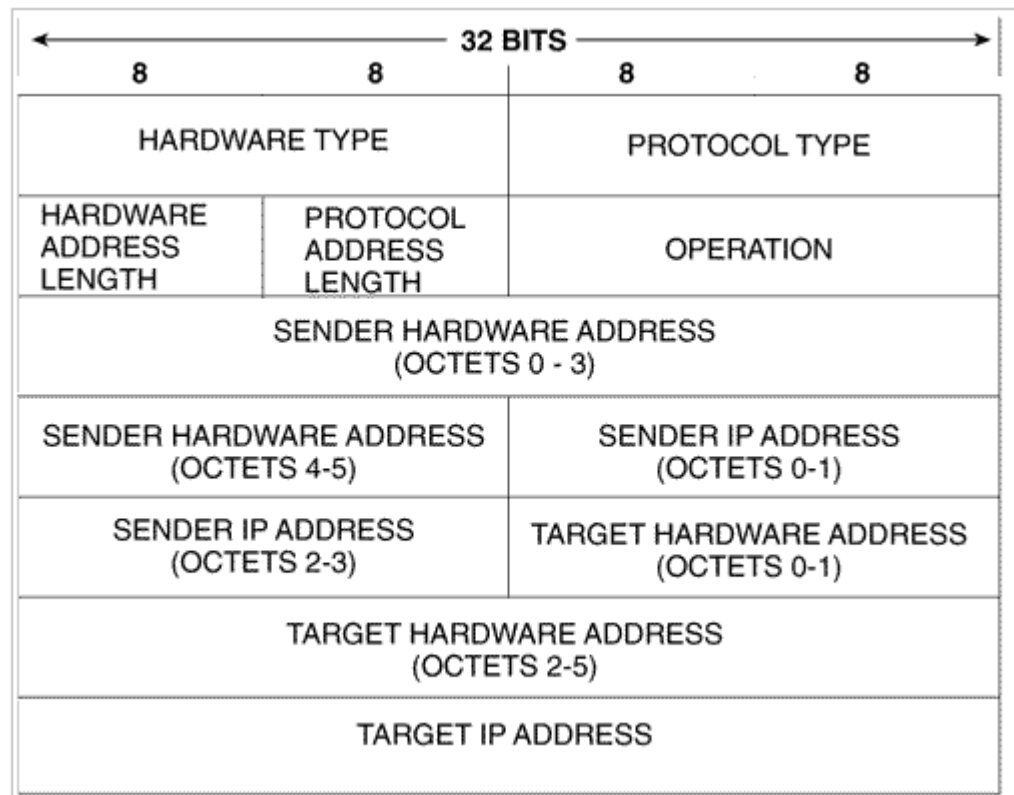 32 BITS
8 8 8 8
HARDWARE TYPE
PROTOCOL TYPE
HARDWARE
ADDRESS
LENGTH
PROTOCOL
ADDRESS
LENGTH
OPERATION
SENDER HARDWARE ADDRESS
(OCTETS 0 - 3)
SENDER HARDWARE ADDRESS
(OCTETS 4-5)
SENDER IP ADDRESS
(OCTETS 0-1)
SENDER IP ADDRESS
(OCTETS 2-3)
TARGET HARDWARE ADDRESS
(OCTETS 0-1)
TARGET HARDWARE ADDRESS
(OCTETS 2-5)
TARGET IP ADDRESS